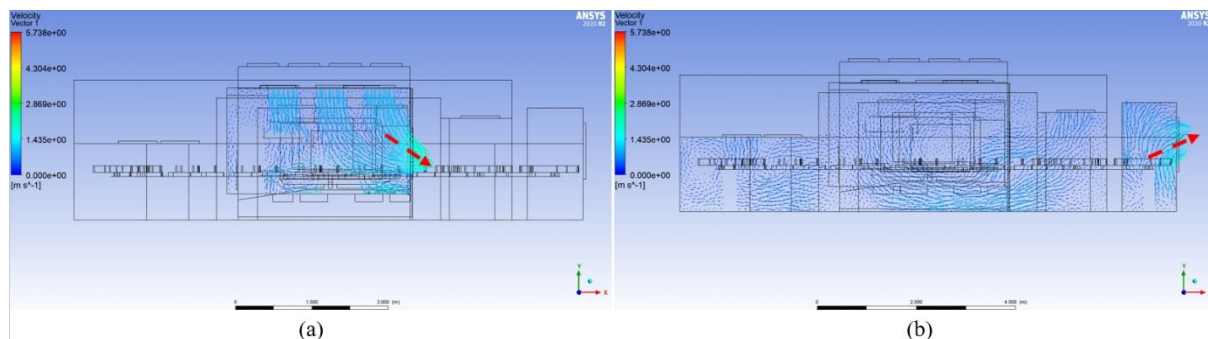 Velocity
Vector 1
5.738e+00
4.304e+00
2.869e+00
1.435e+00
0.000e+00
[m s^-1]
ANSYS
2020 R2
Y
X
0
1.500
3.000
(m)
(a)
Velocity
Vector 1
5.738e+00
4.304e+00
2.869e+00
1.435e+00
0.000e+00
[m s^-1]
ANSYS
2020 R2
Y
0
2.000
4.000
(m)
(b)